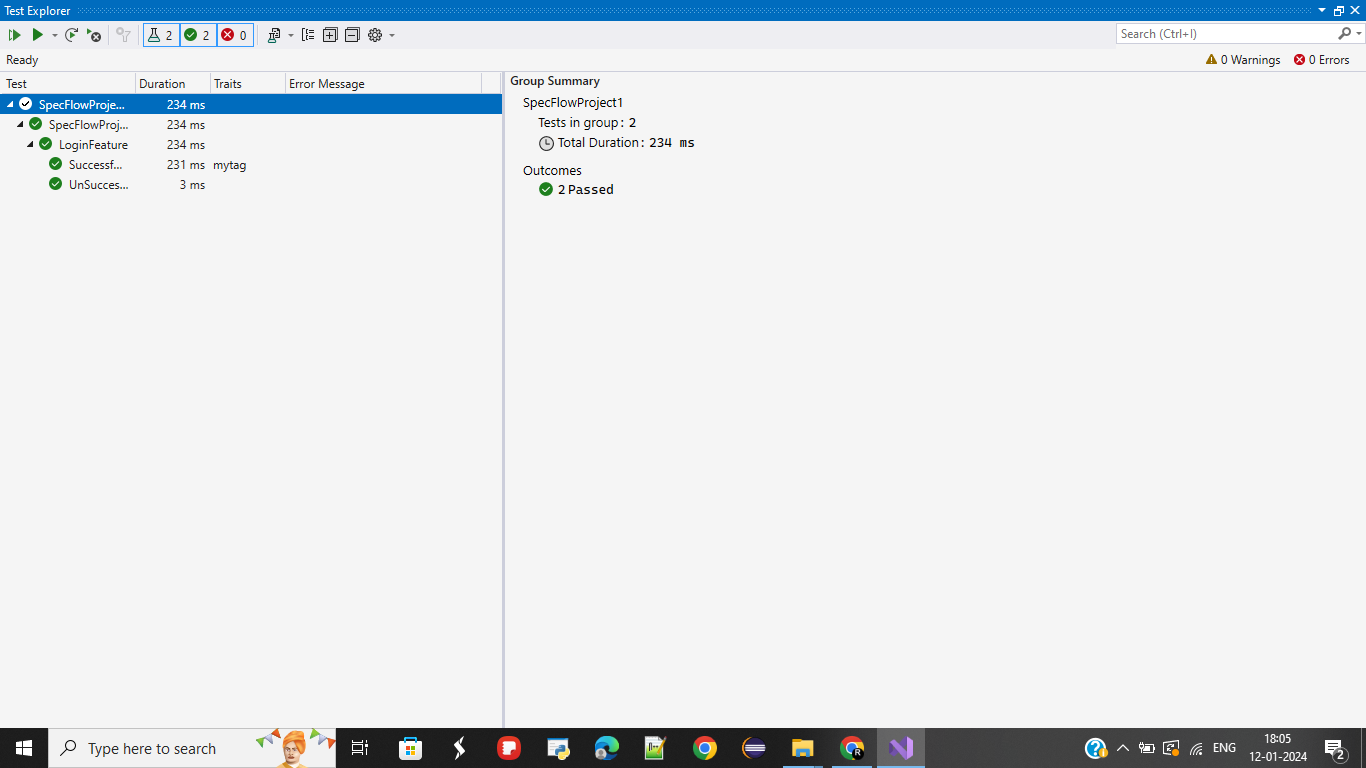 Test Explorer
2 2 0
Search (Ctrl+I)
Ready
0 Warnings 0 Errors
Test Duration Traits Error Message
SpecFlowProje... 234 ms
SpecFlowProj... 234 ms
LoginFeature 234 ms
Successf... 231 ms mytag
UnSucces... 3 ms
Group Summary
SpecFlowProject1
Tests in group: 2
Total Duration: 234 ms
Outcomes
2 Passed
Type here to search
ENG
18:05
12-01-2024
2